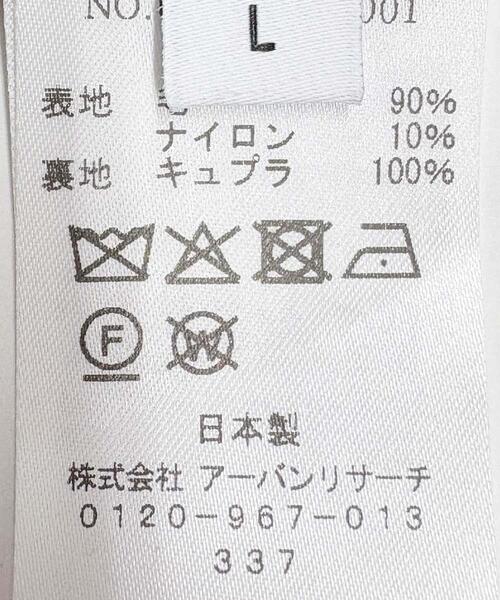 NO.
001
L
表地 毛 90%
ナイロン 10%
裏地 キュプラ 100%
F
W
日本製
株式会社 アーバンリサーチ
0120-967-013
337